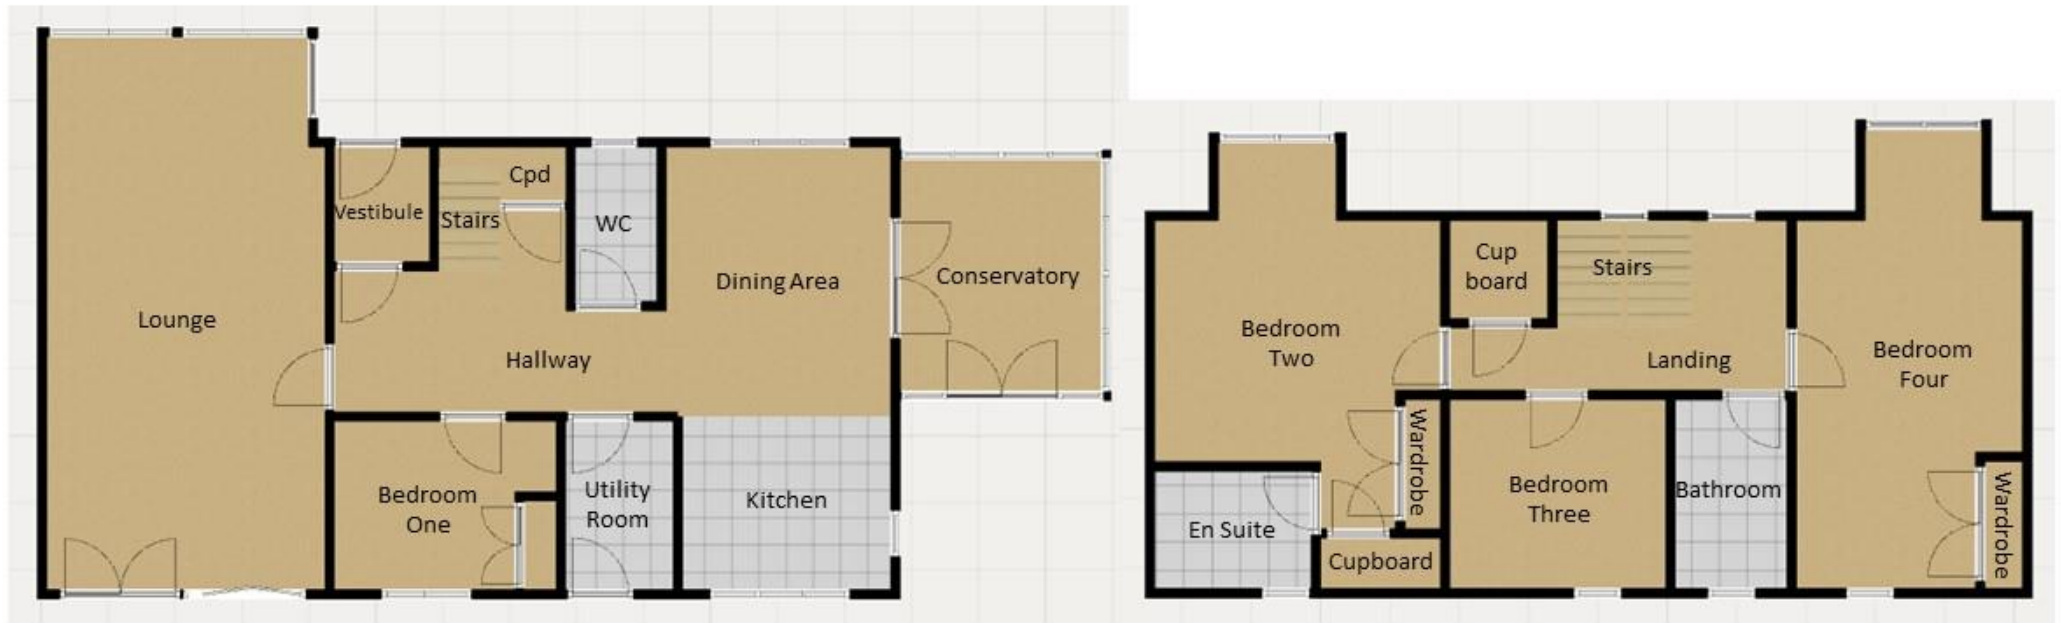 Lounge
Vestibule
Stairs
Cpd
WC
Dining Area
Conservatory
Hallway
Bedroom
One
Utility
Room
Kitchen
Bedroom
Two
Cup
board
Stairs
Landing
Bedroom
Four
Wardrobe
En Suite
Cupboard
Bedroom
Three
Bathroom
Wardrobe